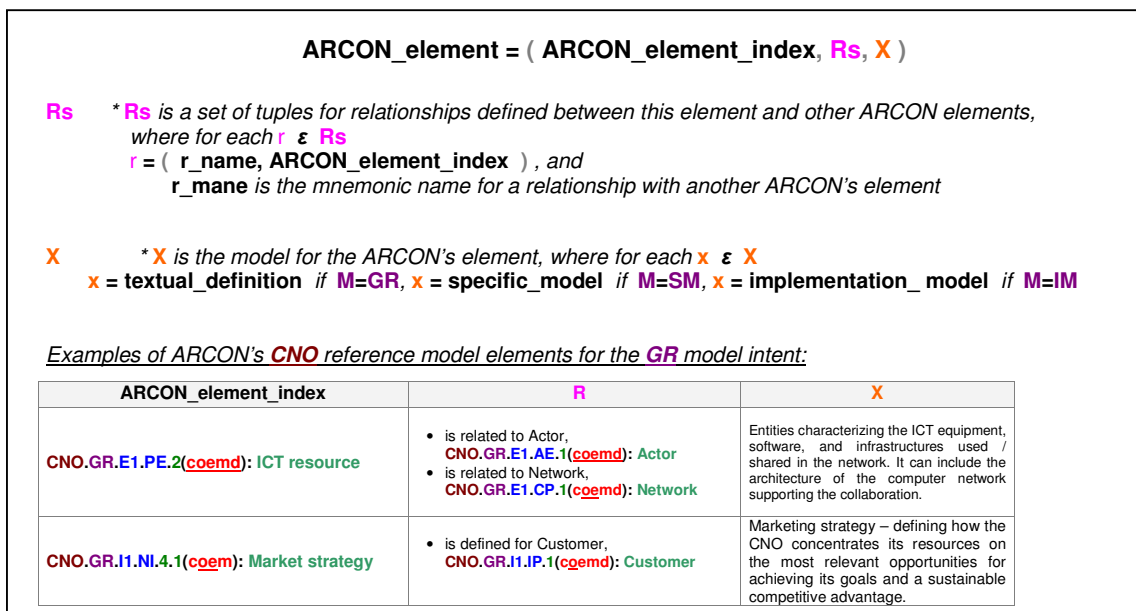 ARCON_element = ( ARCON_element_index, Rs, X )
Rs * Rs is a set of tuples for relationships defined between this element and other ARCON elements,
where for each r ε Rs
r = ( r_name, ARCON_element_index ) , and
r_mane is the mnemonic name for a relationship with another ARCON's element
X * X is the model for the ARCON's element, where for each x ε X
x = textual_definition if M=GR, x = specific_model if M=SM, x = implementation_ model if M=IM
Examples of ARCON's CNO reference model elements for the GR model intent:
ARCON_element_index R X
CNO.GR.E1.PE.2(coemd): ICT resource
• is related to Actor,
CNO.GR.E1.AE.1(coemd): Actor
• is related to Network,
CNO.GR.E1.CP.1(coemd): Network
Entities characterizing the ICT equipment,
software, and infrastructures used /
shared in the network. It can include the
architecture of the computer network
supporting the collaboration.
CNO.GR.I1.NI.4.1(coem): Market strategy
• is defined for Customer,
CNO.GR.I1.IP.1(coemd): Customer
Marketing strategy – defining how the
CNO concentrates its resources on
the most relevant opportunities for
achieving its goals and a sustainable
competitive advantage.